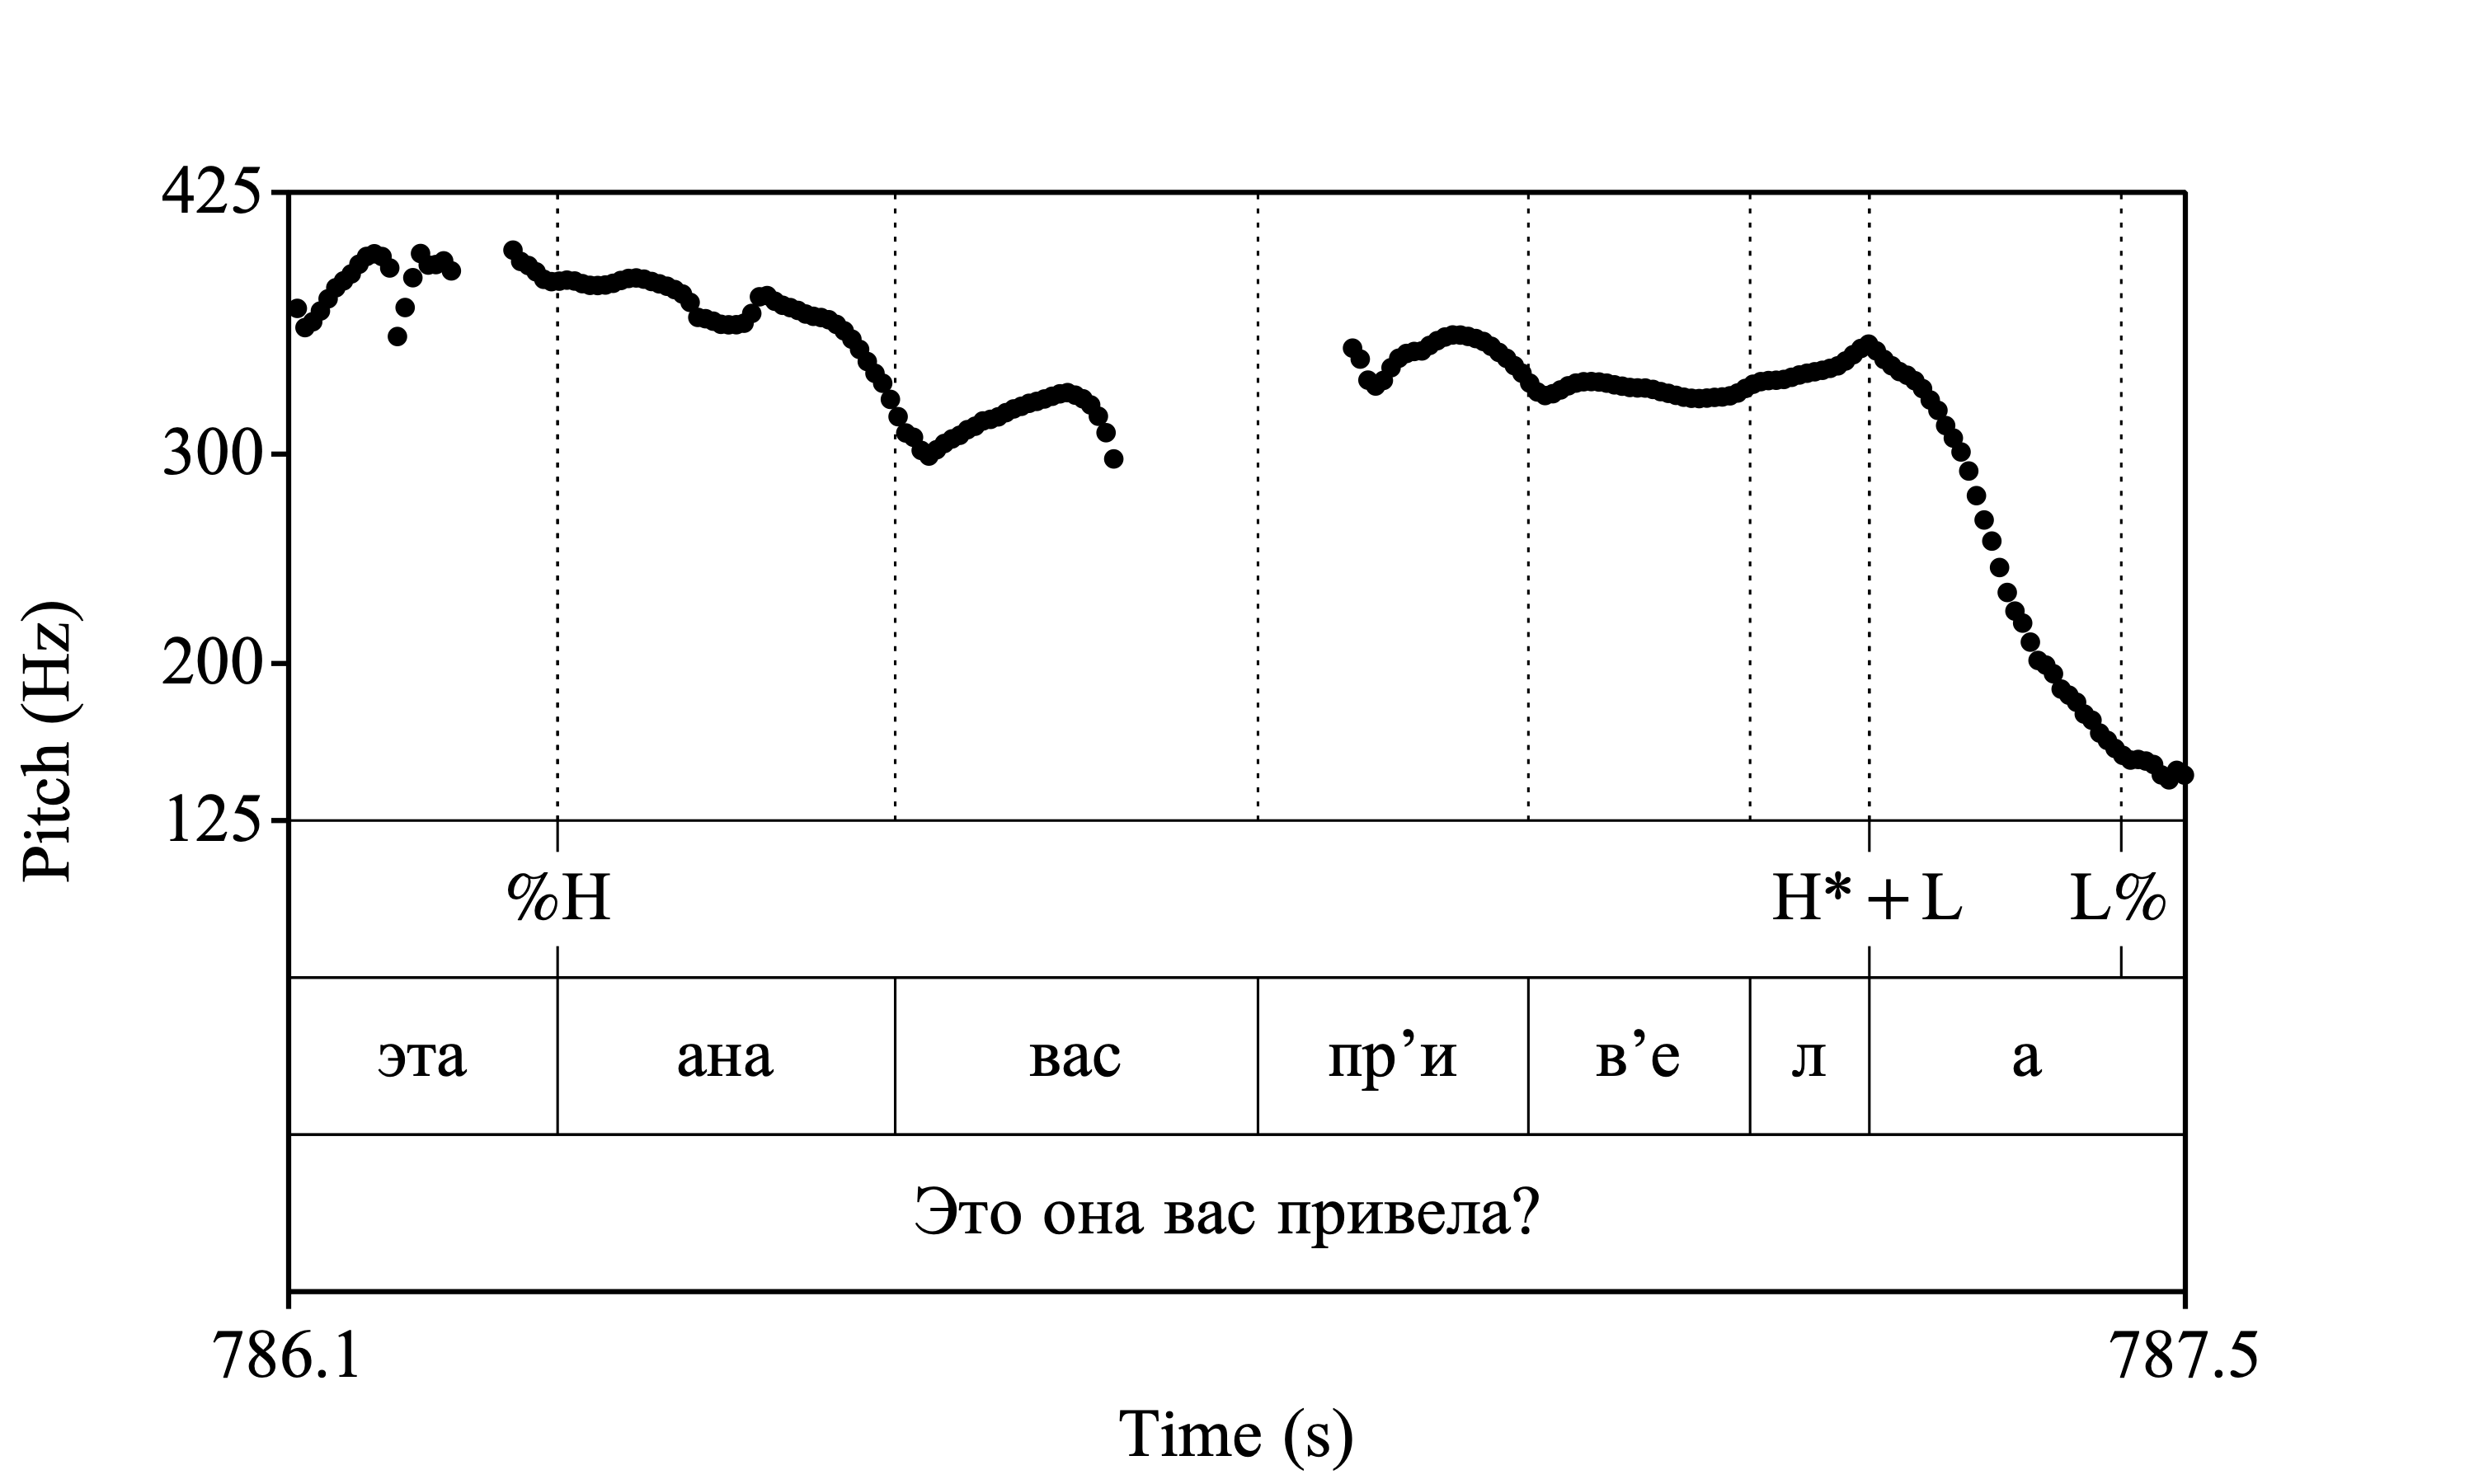 425
300
200
125
Pitch (Hz)
%H H* + L L%
эта ана вас пр’и в’е л а
Это она вас привела?
786.1 787.5
Time (s)